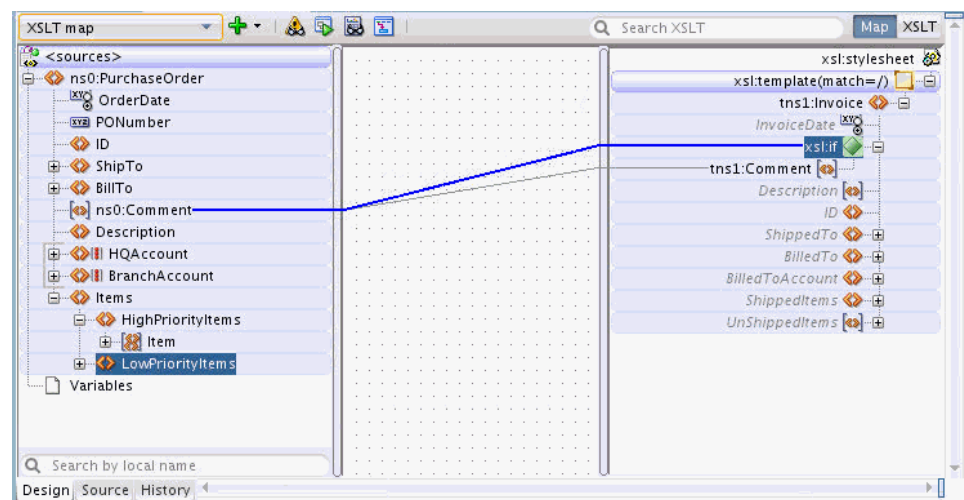 XSLT map
Search XSLT
Map
XSLT
<sources>
ns0:PurchaseOrder
OrderDate
PONumber
ID
ShipTo
BillTo
ns0:Comment
Description
HQAccount
BranchAccount
Items
HighPriorityItems
Item
LowPriorityItems
Variables
Search by local name
xsl:stylesheet
xsl:template(match=/)
tns1:Invoice
InvoiceDate
xsl:if
tns1:Comment
Description
ID
ShippedTo
BilledTo
BilledToAccount
ShippedItems
UnShippedItems
Design
Source
History